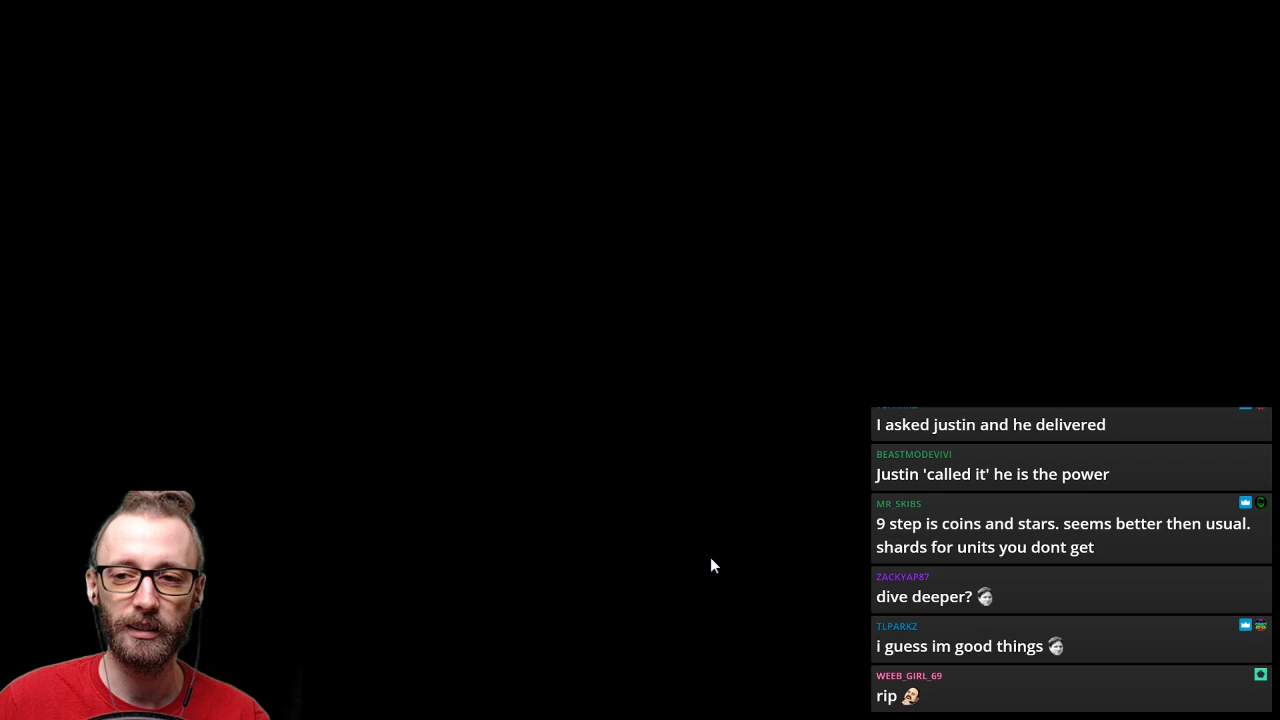 I asked justin and he delivered
BEASTMODEVIVI
Justin 'called it' he is the power
MR_SKIBS
9 step is coins and stars. seems better then usual.
shards for units you dont get
ZACKYAP87
dive deeper?
TLPARKZ
i guess im good things
WEEB_GIRL_69
rip